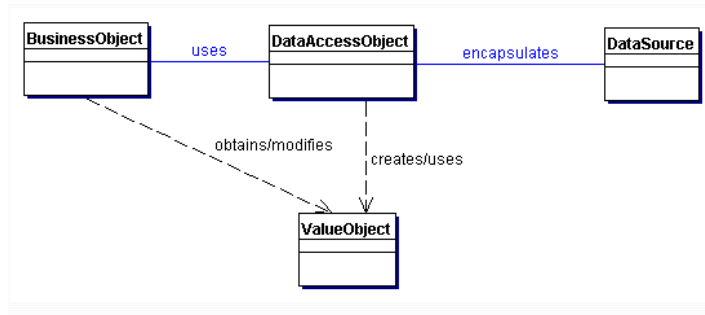 BusinessObject
uses
DataAccessObject
encapsulates
DataSource
obtains/modifies
creates/uses
ValueObject